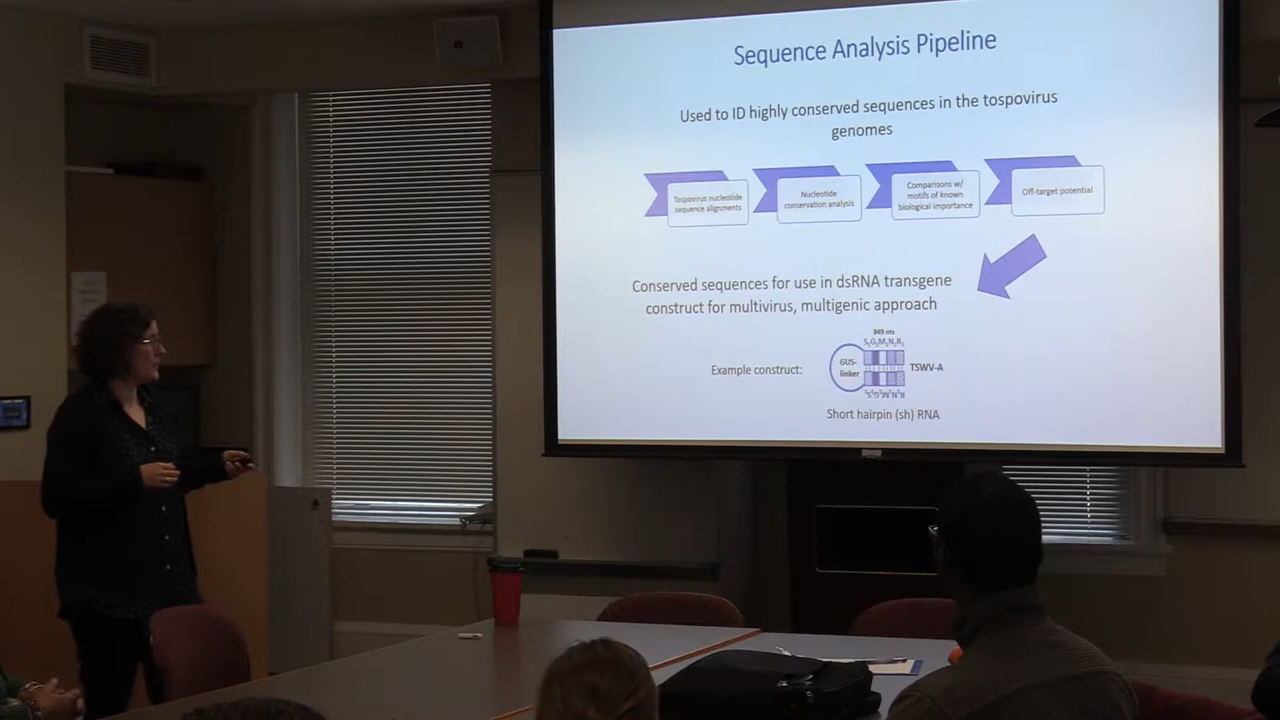 Sequence Analysis Pipeline
Used to ID highly conserved sequences in the tospovirus
genomes
Tospovirus nucleotide
sequence alignments
Nucleotide
conservation analysis
Comparisons w/
motifs of known
biological importance
Off-target potential
Conserved sequences for use in dsRNA transgene
construct for multivirus, multigenic approach
849 nts
Example construct:
GUS-
linker
TSWV-A
Short hairpin (sh) RNA